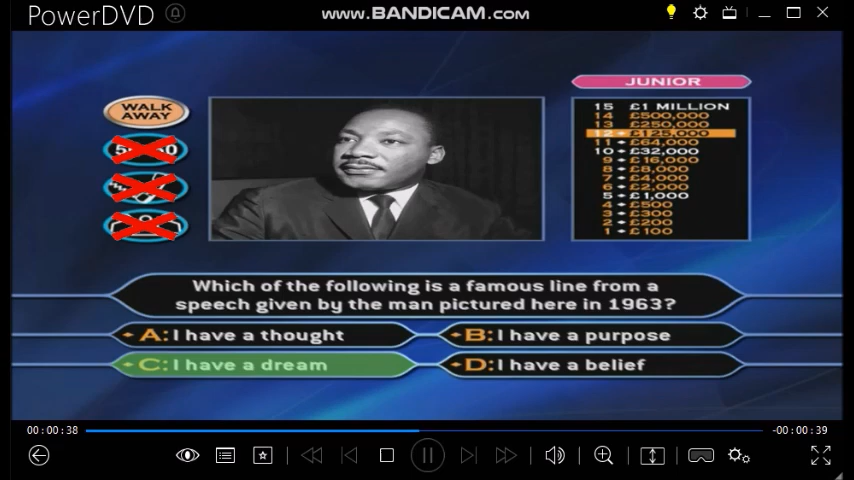 PowerDVD
www.BANDICAM.com
JUNIOR
WALK
AWAY
15 £1 MILLION
14 £500,000
13 £250,000
12 £125,000
11 £64,000
10 £32,000
9 £16,000
8 £8,000
7 £4,000
6 £2,000
5 £1,000
4 £500
3 £300
2 £200
1 £100
Which of the following is a famous line from a
speech given by the man pictured here in 1963?
A: I have a thought
B: I have a purpose
C: I have a dream
D: I have a belief
00:00:38
-00:00:39